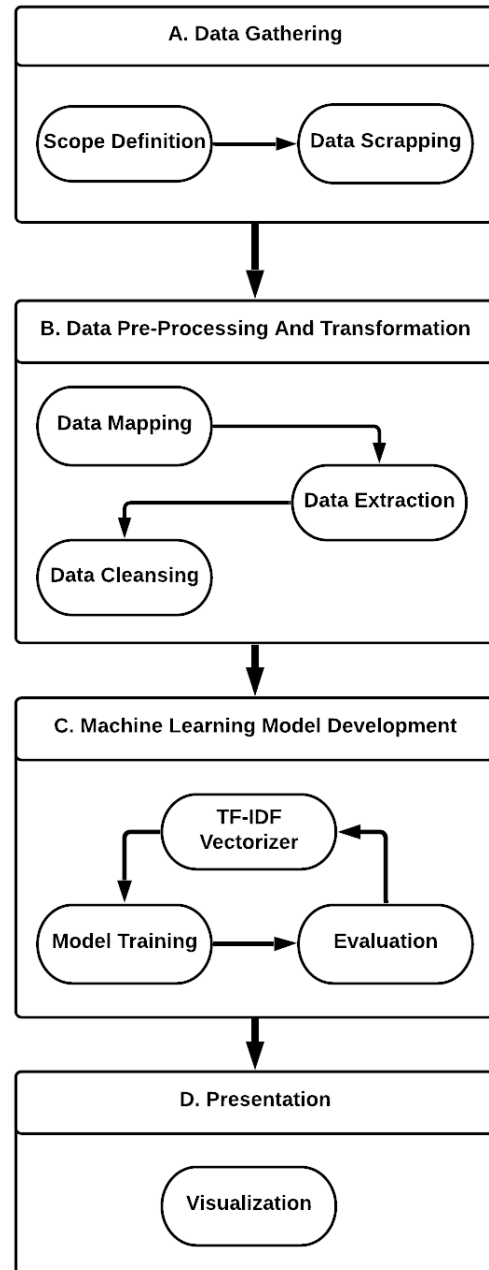 A. Data Gathering
Scope Definition
Data Scrapping
B. Data Pre-Processing And Transformation
Data Mapping
Data Extraction
Data Cleansing
C. Machine Learning Model Development
TF-IDF
Vectorizer
Model Training
Evaluation
D. Presentation
Visualization